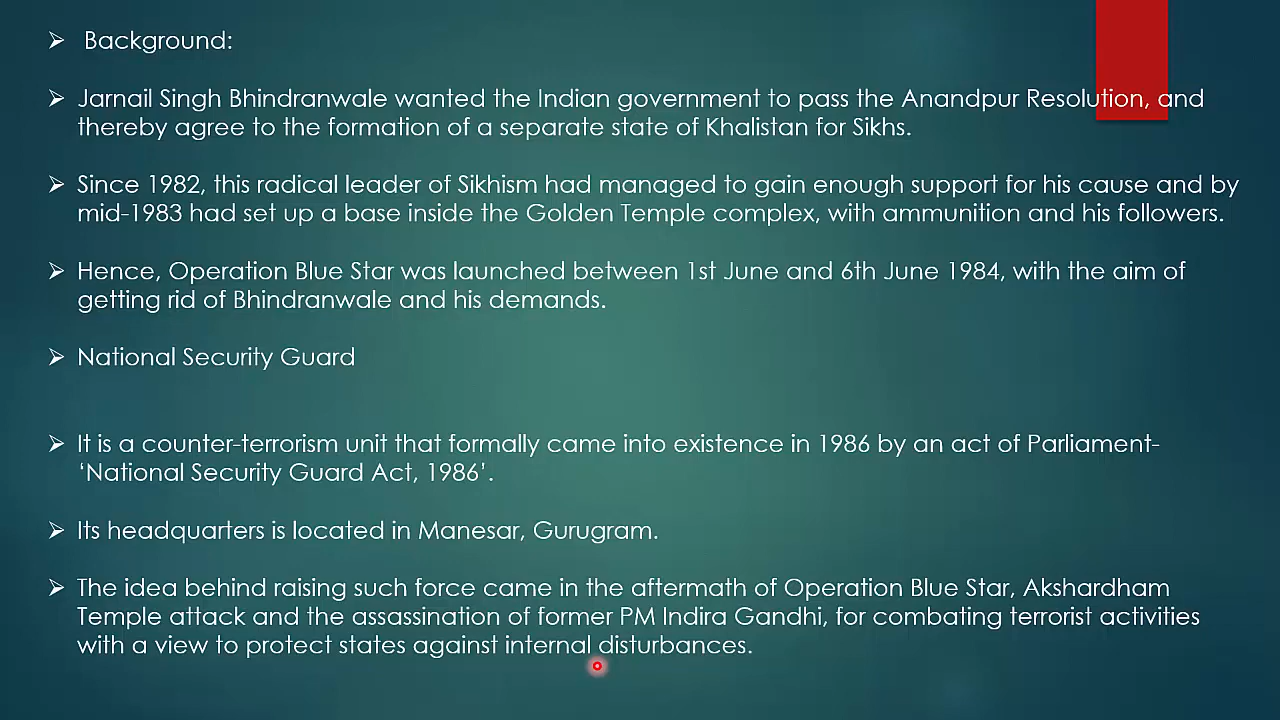 ➢ Background:
➢ Jarnail Singh Bhindranwale wanted the Indian government to pass the Anandpur Resolution, and
thereby agree to the formation of a separate state of Khalistan for Sikhs.
➢ Since 1982, this radical leader of Sikhism had managed to gain enough support for his cause and by
mid-1983 had set up a base inside the Golden Temple complex, with ammunition and his followers.
➢ Hence, Operation Blue Star was launched between 1st June and 6th June 1984, with the aim of
getting rid of Bhindranwale and his demands.
➢ National Security Guard
➢ It is a counter-terrorism unit that formally came into existence in 1986 by an act of Parliament-
‘National Security Guard Act, 1986’.
➢ Its headquarters is located in Manesar, Gurugram.
➢ The idea behind raising such force came in the aftermath of Operation Blue Star, Akshardham
Temple attack and the assassination of former PM Indira Gandhi, for combating terrorist activities
with a view to protect states against internal disturbances.